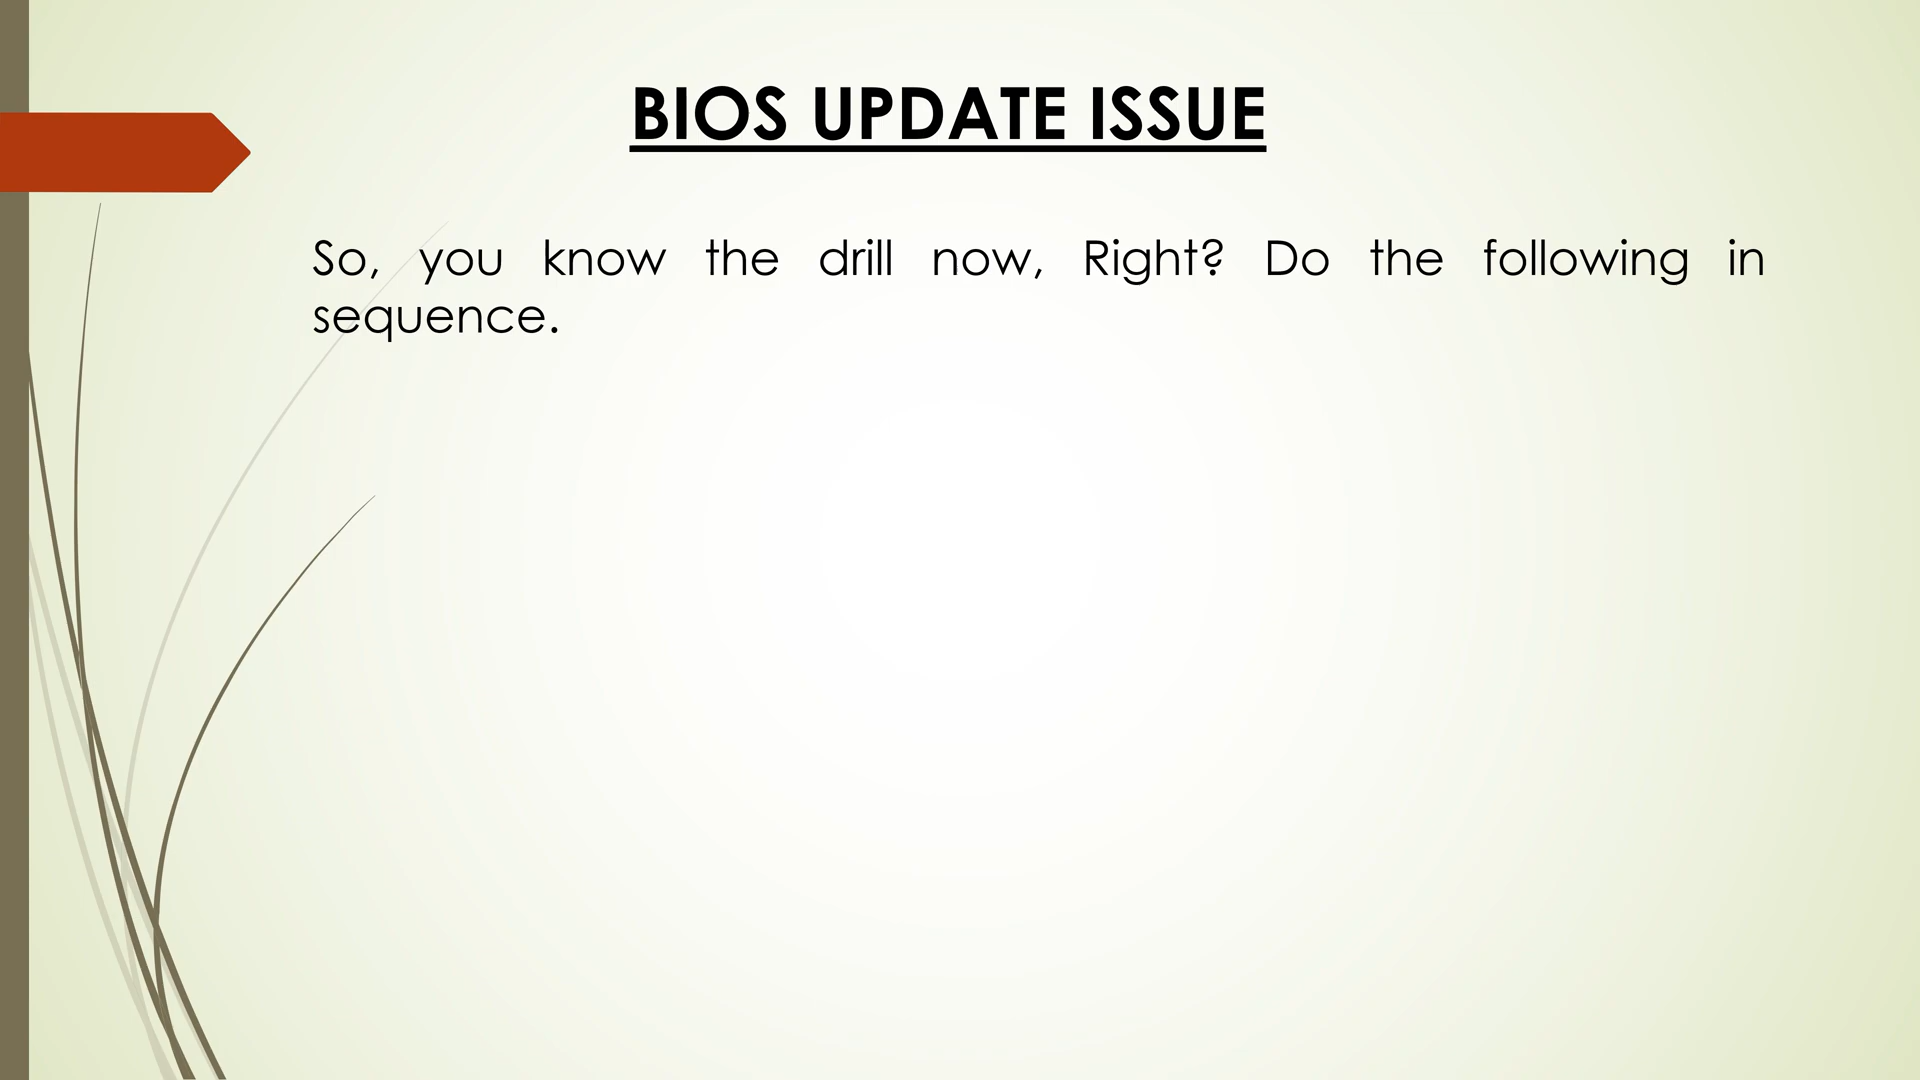 BIOS UPDATE ISSUE
So, you know the drill now, Right? Do the following in
sequence.